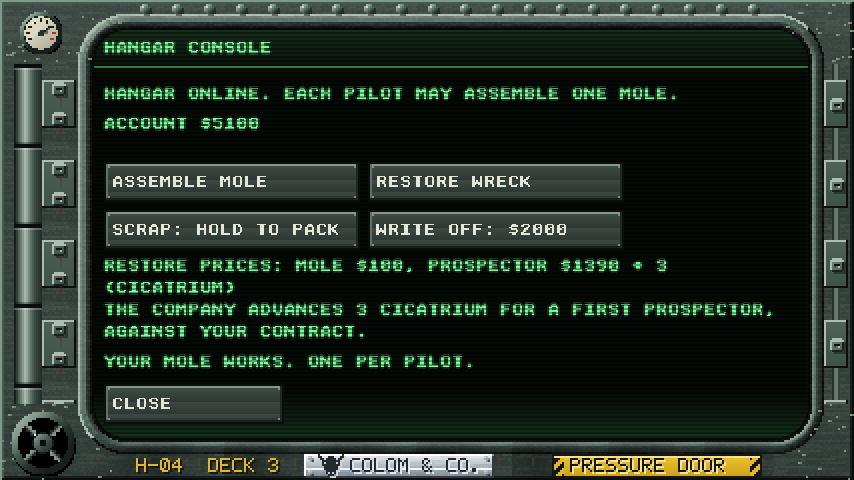 HANGAR CONSOLE
HANGAR ONLINE. EACH PILOT MAY ASSEMBLE ONE MOLE.
ACCOUNT $5100
ASSEMBLE MOLE
RESTORE WRECK
SCRAP: HOLD TO PACK
WRITE OFF: $2000
RESTORE PRICES: MOLE $100, PROSPECTOR $1390 + 3
(CICATRIUM)
THE COMPANY ADVANCES 3 CICATRIUM FOR A FIRST PROSPECTOR,
AGAINST YOUR CONTRACT.
YOUR MOLE WORKS. ONE PER PILOT.
CLOSE
H-04 DECK 3
COLOM & CO.
PRESSURE DOOR